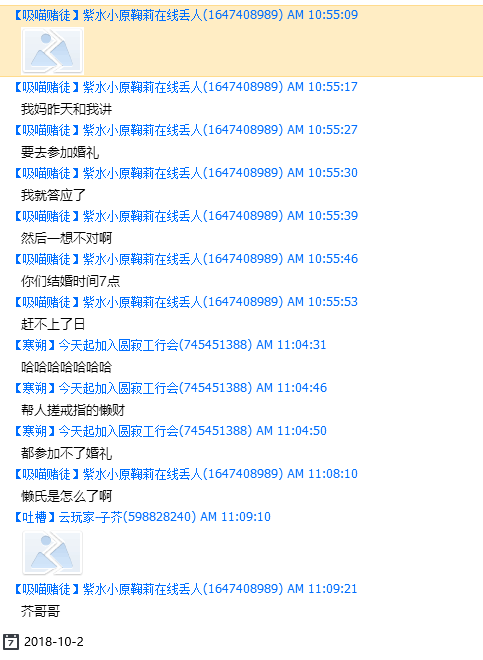 【吸喵赌徒】紫水小原鞠莉在线丢人(1647408989) AM 10:55:09
【吸喵赌徒】紫水小原鞠莉在线丢人(1647408989) AM 10:55:17
我妈昨天和我讲
【吸喵赌徒】紫水小原鞠莉在线丢人(1647408989) AM 10:55:27
要去参加婚礼
【吸喵赌徒】紫水小原鞠莉在线丢人(1647408989) AM 10:55:30
我就答应了
【吸喵赌徒】紫水小原鞠莉在线丢人(1647408989) AM 10:55:39
然后一想不对啊
【吸喵赌徒】紫水小原鞠莉在线丢人(1647408989) AM 10:55:46
你们结婚时间7点
【吸喵赌徒】紫水小原鞠莉在线丢人(1647408989) AM 10:55:53
赶不上了日
【寒朔】今天起加入圆寂工行会(745451388) AM 11:04:31
哈哈哈哈哈哈哈
【寒朔】今天起加入圆寂工行会(745451388) AM 11:04:46
帮人搓戒指的懒财
【寒朔】今天起加入圆寂工行会(745451388) AM 11:04:50
都参加不了婚礼
【吸喵赌徒】紫水小原鞠莉在线丢人(1647408989) AM 11:08:10
懒氏是怎么了啊
【吐槽】云玩家-子芥(598828240) AM 11:09:10
【吸喵赌徒】紫水小原鞠莉在线丢人(1647408989) AM 11:09:21
芥哥哥
7 2018-10-2